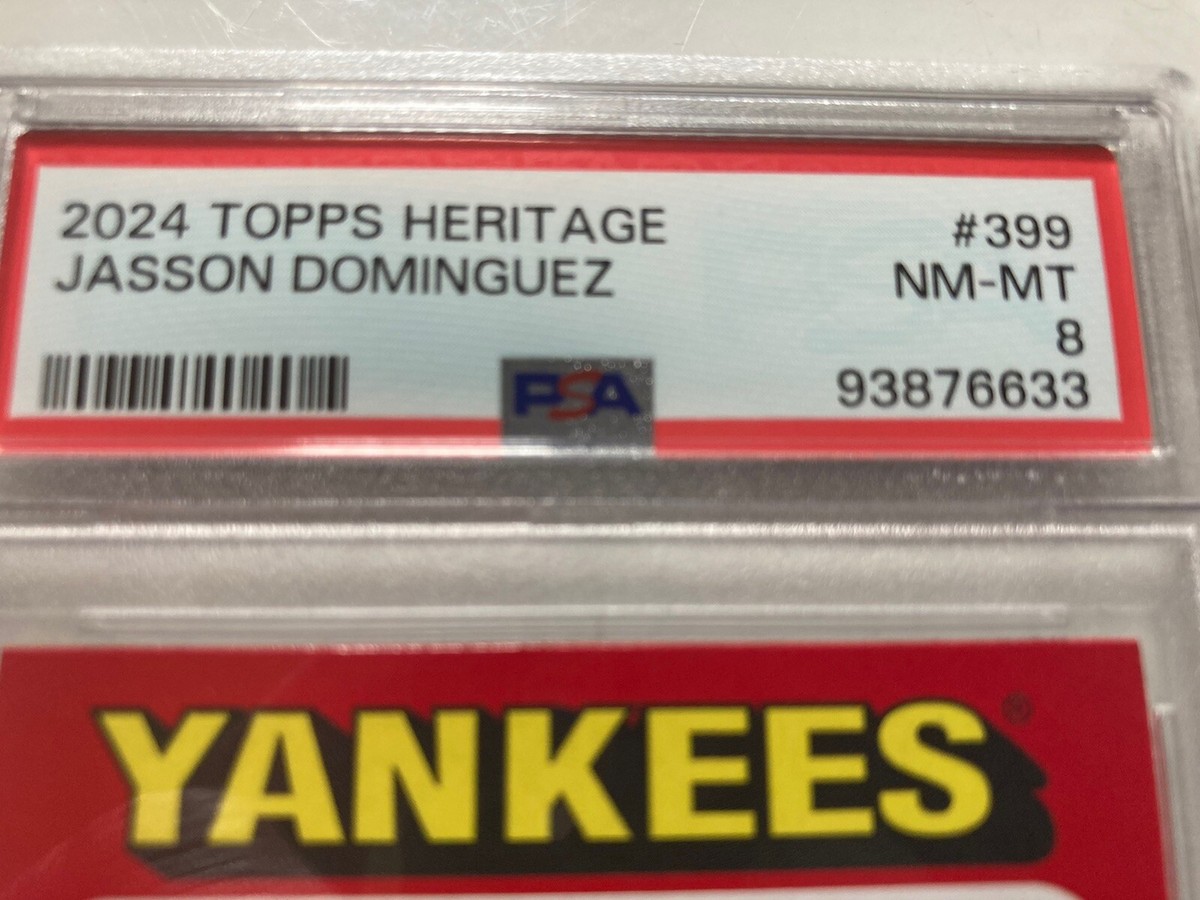 2024 TOPPS HERITAGE #399
JASSON DOMINGUEZ NM-MT
8
PSA 93876633
YANKEES®